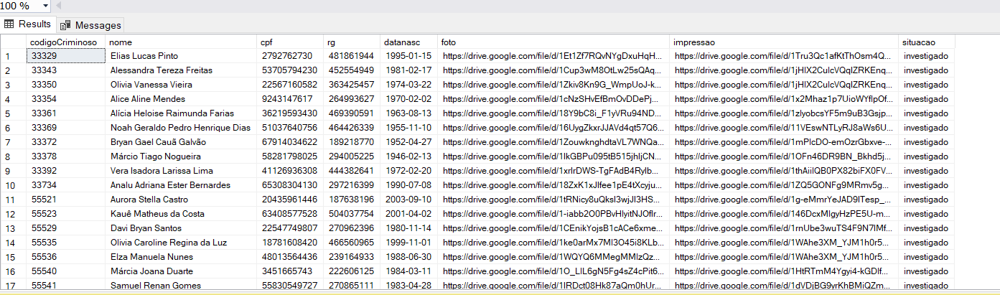 100 %
Results Messages
codigoCriminoso nome cpf rg datanasc foto impressao situacao
1 33329 Elias Lucas Pinto 2792762730 481861944 1995-01-15 https://drive.google.com/file/d/1Et1Zf7RQvNYgDxuHqH... https://drive.google.com/file/d/1Tru3Qc1afKtThOsm4Q... investigado
2 33343 Alessandra Tereza Freitas 53705794230 452554949 1981-02-17 https://drive.google.com/file/d/1Cup3wM8OtLw25sQAq... https://drive.google.com/file/d/1jHIX2CulcVQqlZRKEnq... investigado
3 33350 Olivia Vanessa Vieira 22567160582 363425457 1974-03-22 https://drive.google.com/file/d/1Zkiv8Kn9G_WmpUoJ-k... https://drive.google.com/file/d/1jHIX2CulcVQqlZRKEnq... investigado
4 33354 Alice Aline Mendes 9243147617 264993627 1970-02-02 https://drive.google.com/file/d/1cNzSHvEfBmOvDDePj... https://drive.google.com/file/d/1x2Mhaz1p7UioWYflpOf... investigado
5 33361 Alícia Heloise Raimunda Farias 36219593430 469390591 1963-08-13 https://drive.google.com/file/d/18Y9bC8i_F1yVRu94ND... https://drive.google.com/file/d/1zlyobcsYF5m9uB3Gsjp... investigado
6 33369 Noah Geraldo Pedro Henrique Dias 51037640756 464426339 1955-11-10 https://drive.google.com/file/d/16UygZkxrJJAVd4qt57Q6... https://drive.google.com/file/d/11VEswNTLyRJ8aWs6U... investigado
7 33372 Bryan Gael Cauã Galvão 67914034622 189218770 1952-04-27 https://drive.google.com/file/d/1ZouwknghdtaVL7WNQa... https://drive.google.com/file/d/1mPlcDO-emOzrGbxve-... investigado
8 33378 Márcio Tiago Nogueira 58281798025 294005225 1946-02-13 https://drive.google.com/file/d/1IkGBPu095tB515jhIjCN... https://drive.google.com/file/d/1OFn46DR9BN_Bkhd5j... investigado
9 33392 Vera Isadora Larissa Lima 41126936308 444382641 1972-02-20 https://drive.google.com/file/d/1xrIrDWS-TgFAdB4RyIb... https://drive.google.com/file/d/1thAiiIQB0PX82biFX0FV... investigado
10 33734 Analu Adriana Ester Bernardes 65308304130 297216399 1990-07-08 https://drive.google.com/file/d/18ZxK1xJlfee1pE4tXcyju... https://drive.google.com/file/d/1ZQ5GONFg9MRmv5g... investigado
11 55521 Aurora Stella Castro 20435961446 187638196 2003-09-10 https://drive.google.com/file/d/1tRNicy8uQksI3wjJI3HS... https://drive.google.com/file/d/1g-eMmrYeJAD9ITesp_... investigado
12 55523 Kauê Matheus da Costa 63408577528 504037754 2001-04-02 https://drive.google.com/file/d/1-iabb2O0PBvHlyitNJOflr... https://drive.google.com/file/d/146DcxMlgyHzPE5U-m... investigado
13 55529 Davi Bryan Santos 22547749807 270962396 1980-11-14 https://drive.google.com/file/d/1CEnikYojsB1cACe6xme... https://drive.google.com/file/d/1rnUbe3wuTS4F9N7IMf... investigado
14 55535 Olivia Caroline Regina da Luz 18781608420 466560965 1999-11-01 https://drive.google.com/file/d/1ke0arMx7Ml3O45i8KLb... https://drive.google.com/file/d/1WAhe3XM_YJM1h0r5... investigado
15 55536 Elza Manuela Nunes 48013564436 239164933 1988-06-30 https://drive.google.com/file/d/1WQYQ6MMegMMlzQz... https://drive.google.com/file/d/1WAhe3XM_YJM1h0r5... investigado
16 55540 Márcia Joana Duarte 3451665743 222606125 1984-03-11 https://drive.google.com/file/d/1O_LIL6gN5Fg4sZ4cPit6... https://drive.google.com/file/d/1HtRTmM4Ygyi4-kGDlf... investigado
17 55541 Samuel Renan Gomes 55830549727 270865111 1983-04-28 https://drive.google.com/file/d/1IRDct08Hk87aQm0hUr... https://drive.google.com/file/d/1dVDjBG9yrKhBMiQZm... investigado